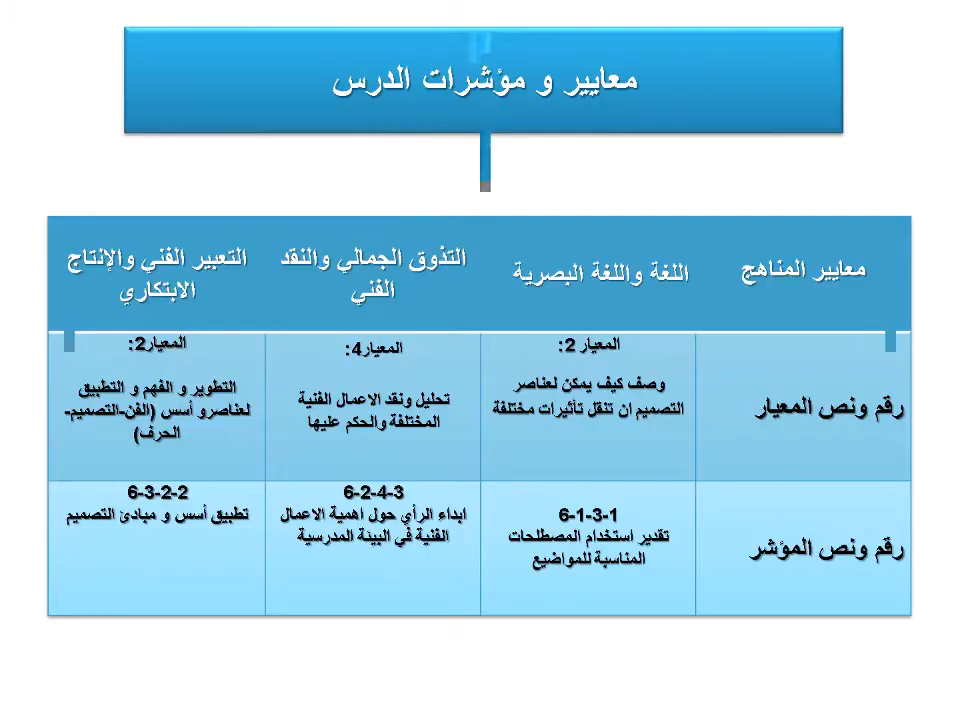 معايير و مؤشرات الدرس
معايير المناهج
اللغة واللغة البصرية
التذوق الجمالي والنقد
الفني
التعبير الفني والإنتاج
الابتكاري
رقم ونص المعيار
المعيار 2:
وصف كيف يمكن لعناصر
التصميم ان تنقل تأثيرات مختلفة
المعيار4:
تحليل ونقد الاعمال الفنية
المختلفة والحكم عليها
المعيار2:
التطوير و الفهم و التطبيق
لعناصرو أسس (الفن-التصميم-
الحرف)
رقم ونص المؤشر
6-1-3-1
تقدير استخدام المصطلحات
المناسبة للمواضيع
6-2-4-3
ابداء الرأي حول اهمية الاعمال
الفنية في البيئة المدرسية
6-3-2-2
تطبيق أسس و مبادئ التصميم